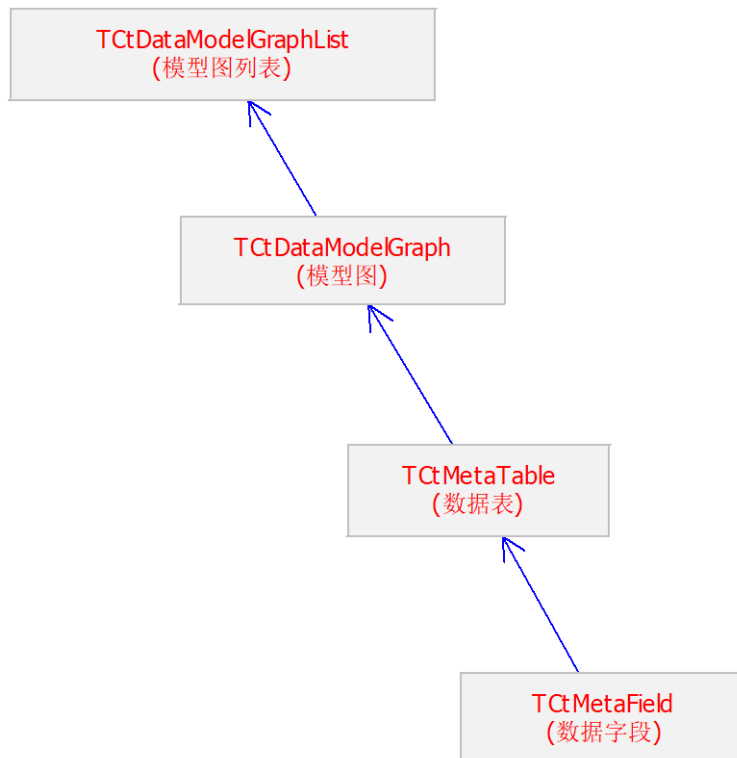 TCtDataModelGraphList
(模型图列表)
TCtDataModelGraph
(模型图)
TCtMetaTable
(数据表)
TCtMetaField
(数据字段)